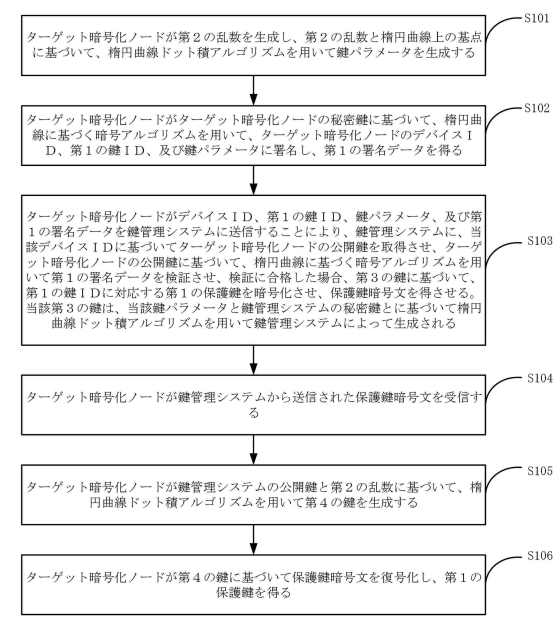 S101
ターゲット暗号化ノードが第２の乱数を生成し、第２の乱数と楕円曲線上の基点
に基づいて、楕円曲線ドット積アルゴリズムを用いて鍵パラメータを生成する
S102
ターゲット暗号化ノードがターゲット暗号化ノードの秘密鍵に基づいて、楕円曲
線に基づく暗号アルゴリズムを用いて、ターゲット暗号化ノードのデバイスＩ
Ｄ、第１の鍵ＩＤ、及び鍵パラメータに署名し、第１の署名データを得る
S103
ターゲット暗号化ノードがデバイスＩＤ、第１の鍵ＩＤ、鍵パラメータ、及び第
１の署名データを鍵管理システムに送信することにより、鍵管理システムに、当
該デバイスＩＤに基づいてターゲット暗号化ノードの公開鍵を取得させ、ターゲ
ット暗号化ノードの公開鍵に基づいて、楕円曲線に基づく暗号アルゴリズムを用
いて第１の署名データを検証させ、検証に合格した場合、第３の鍵に基づいて、
第１の鍵ＩＤに対応する第１の保護鍵を暗号化させ、保護鍵暗号文を得させる。
当該第３の鍵は、当該鍵パラメータと鍵管理システムの秘密鍵とに基づいて楕円
曲線ドット積アルゴリズムを用いて鍵管理システムによって生成される
S104
ターゲット暗号化ノードが鍵管理システムから送信された保護鍵暗号文を受信す
る
S105
ターゲット暗号化ノードが鍵管理システムの公開鍵と第２の乱数に基づいて、楕
円曲線ドット積アルゴリズムを用いて第４の鍵を生成する
S106
ターゲット暗号化ノードが第４の鍵に基づいて保護鍵暗号文を復号化し、第１の
保護鍵を得る